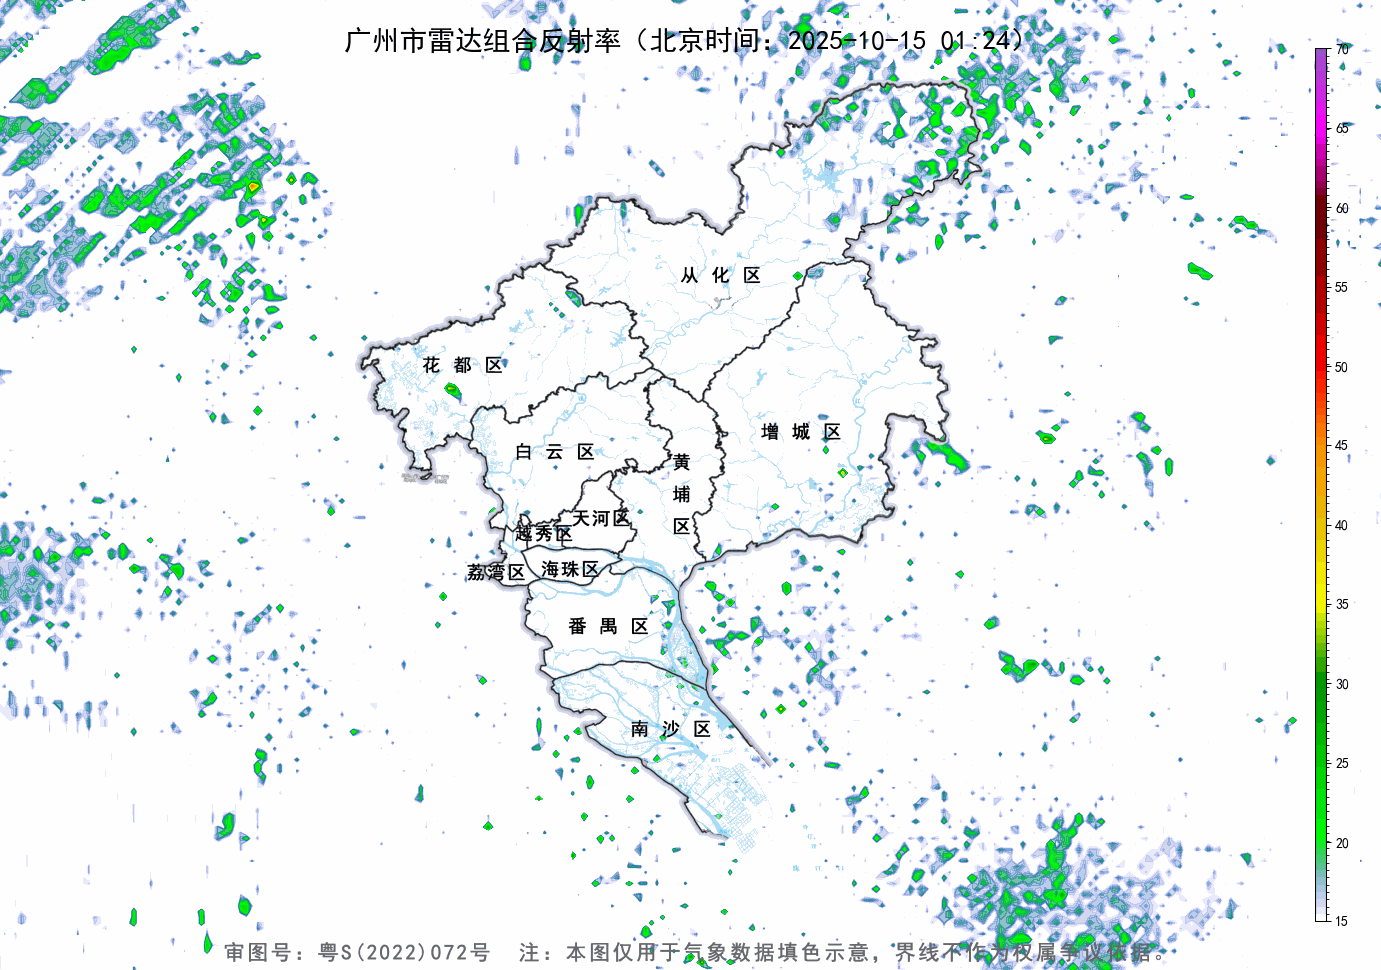 广州市雷达组合反射率（北京时间：2025-10-15 01:24）
70
65
60
55
50
45
40
35
30
25
20
15
从化区
花都区
增城区
白云区
黄埔区
天河区
越秀区
荔湾区
海珠区
番禺区
南沙区
审图号：粤S(2022)072号 注：本图仅用于气象数据填色示意，界线不作为权属争议依据。